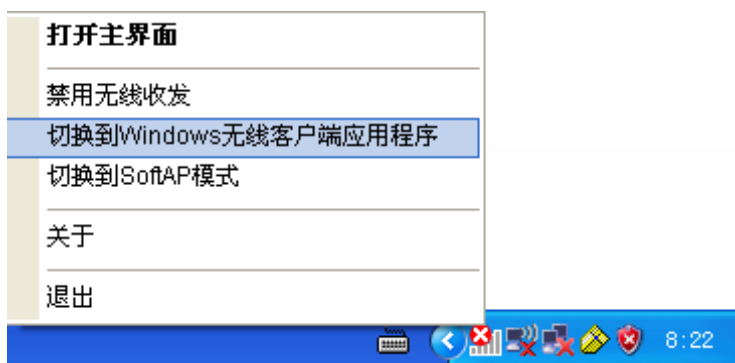 打开主界面
禁用无线收发
切换到Windows无线客户端应用程序
切换到SoftAP模式
关于
退出
8:22